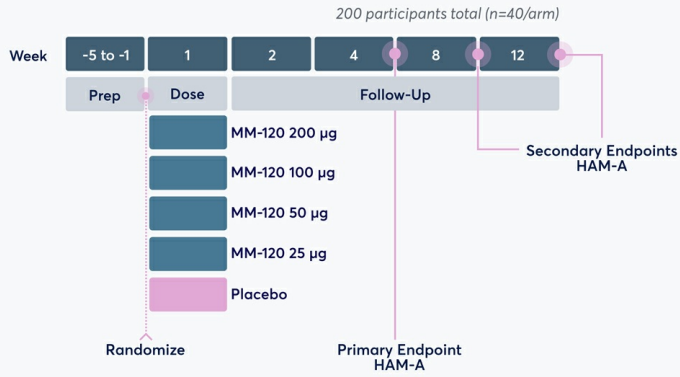 200 participants total (n=40/arm)
Week -5 to -1 1 2 4 8 12
Prep Dose Follow-Up
MM-120 200 µg
MM-120 100 µg
MM-120 50 µg
MM-120 25 µg
Placebo
Secondary Endpoints
HAM-A
Randomize
Primary Endpoint
HAM-A